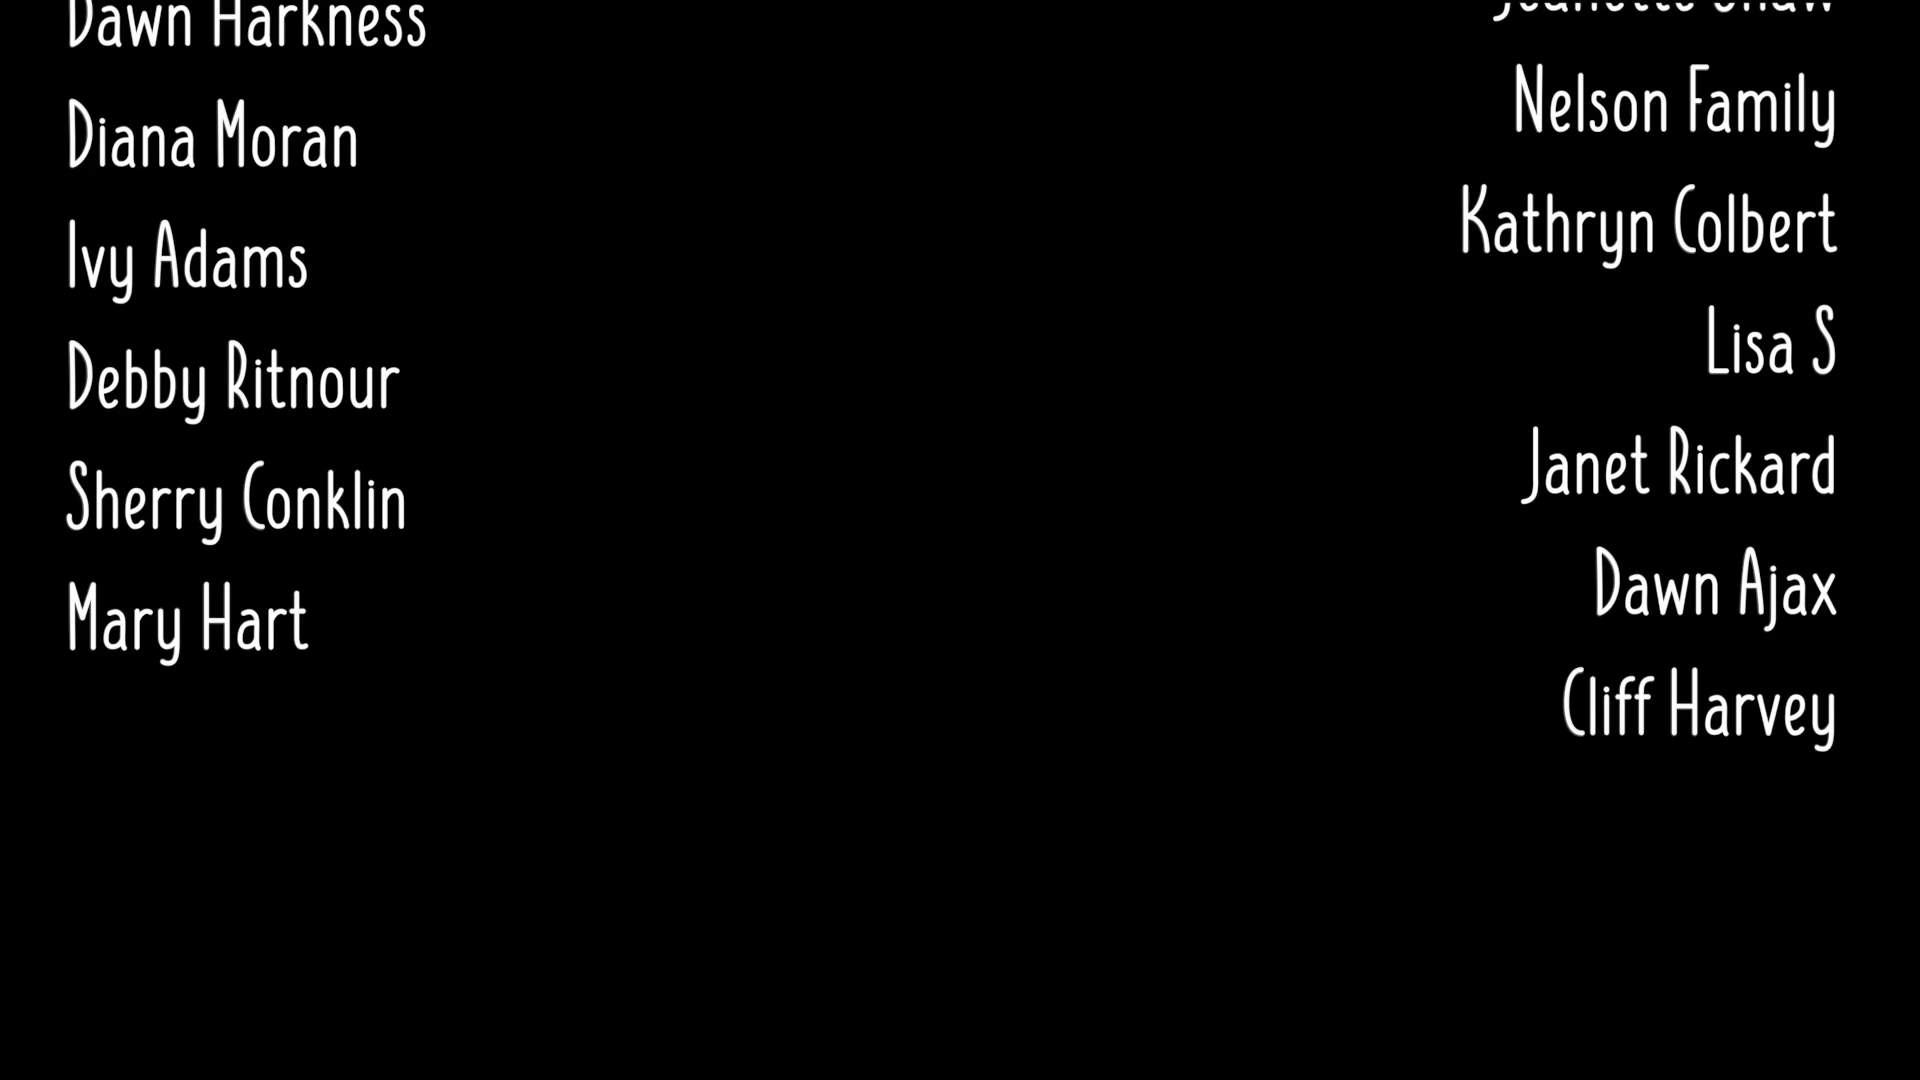 Dawn Harkness
Diana Moran
Ivy Adams
Debby Ritnour
Sherry Conklin
Mary Hart
Nelson Family
Kathryn Colbert
Lisa S
Janet Rickard
Dawn Ajax
Cliff Harvey